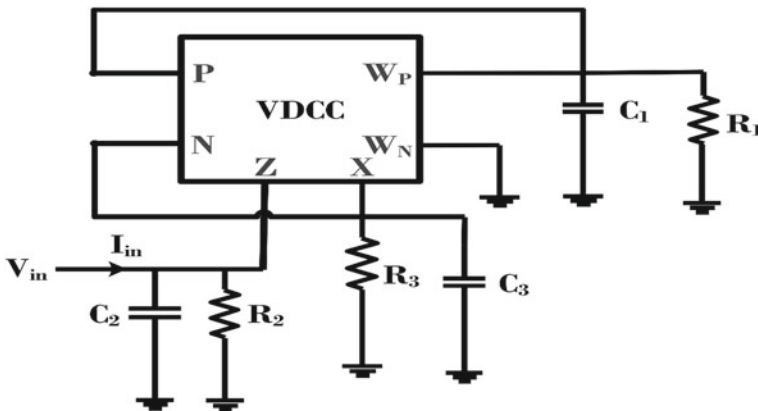 P
W_P
VDCC
C_1
R_1
N
W_N
Z
X
I_in
V_in
R_3
C_3
C_2
R_2